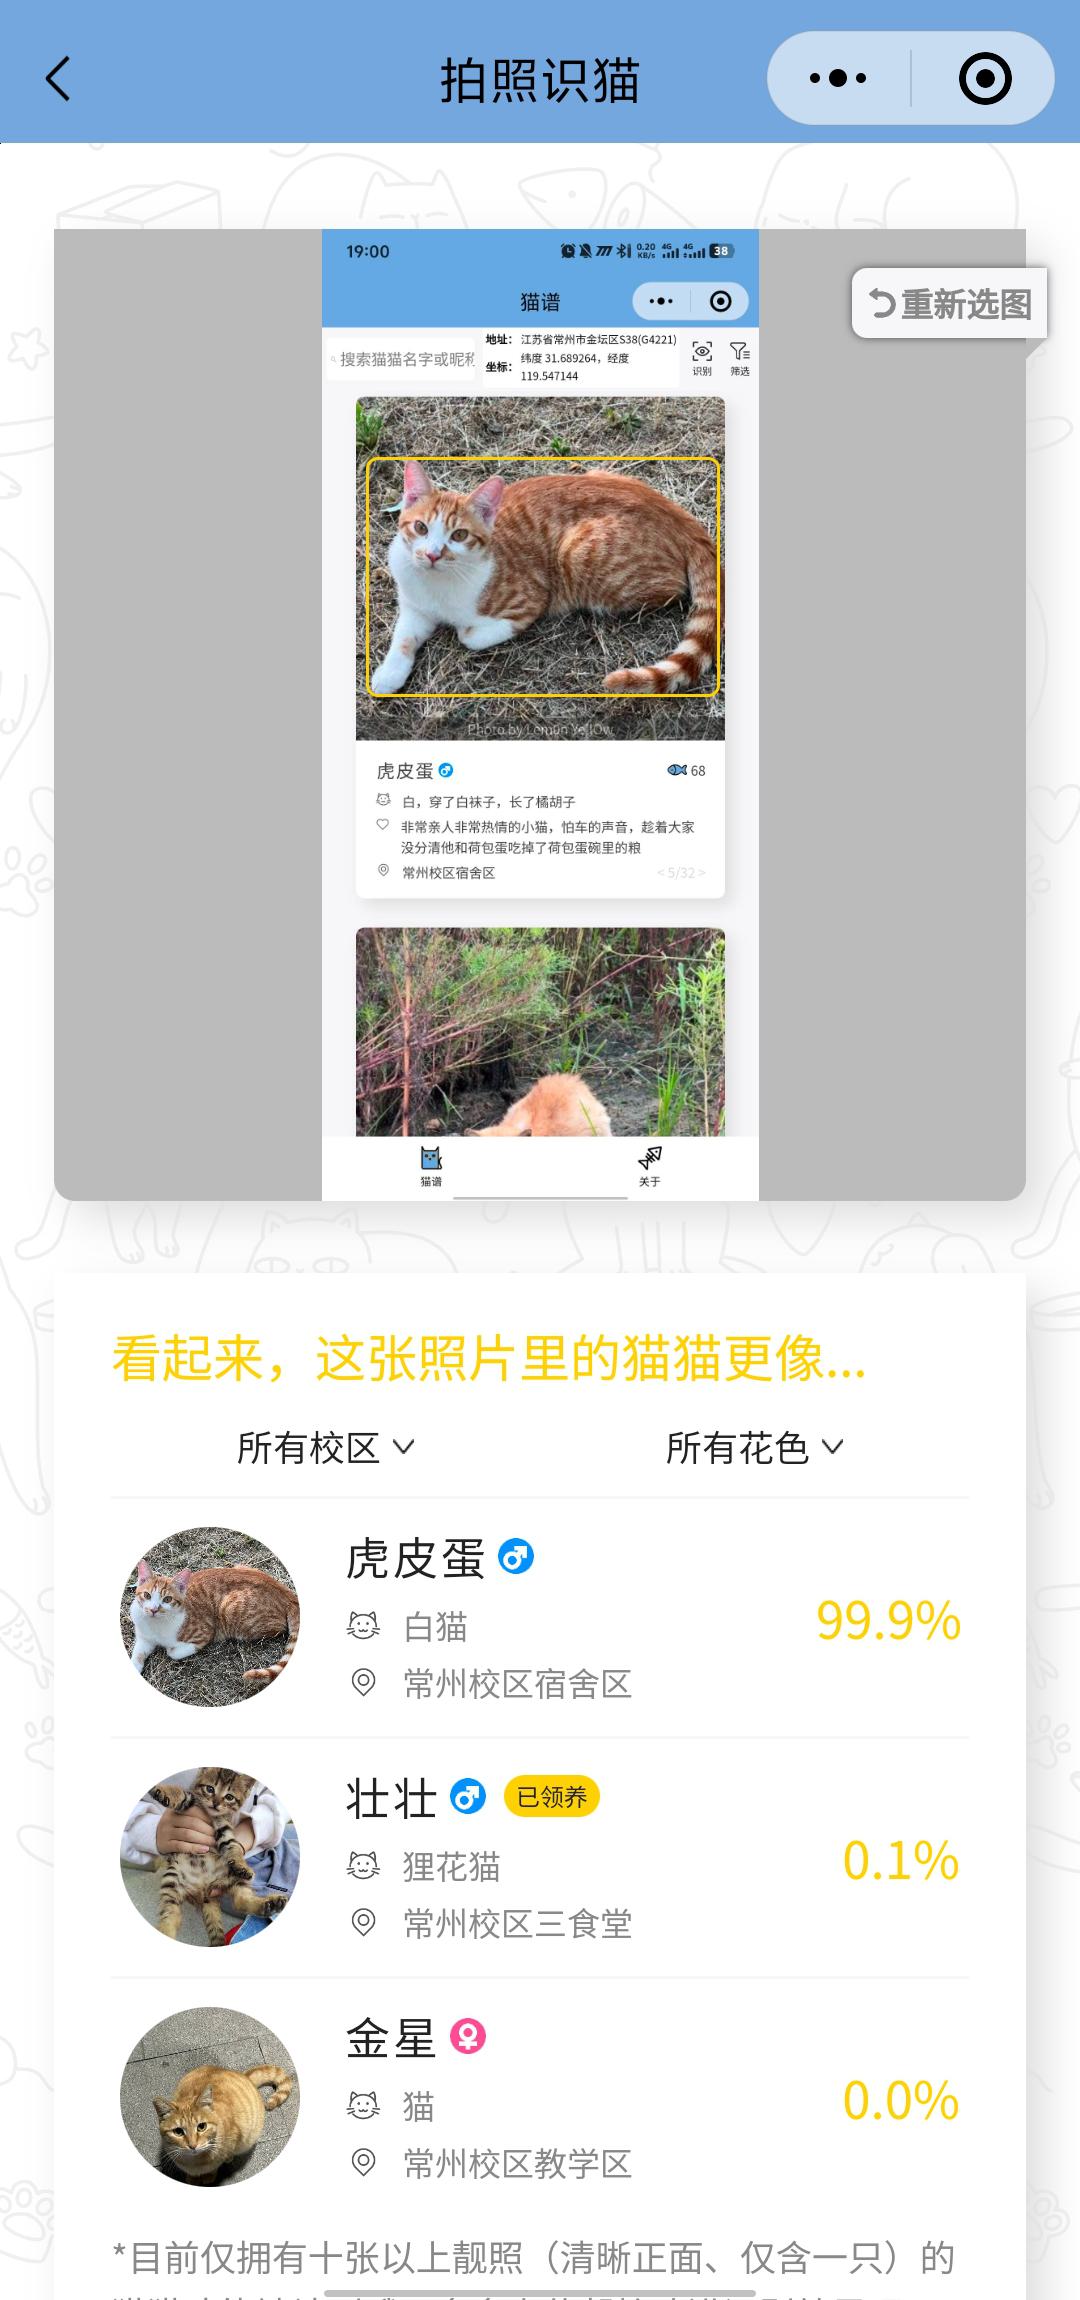 拍照识猫
19:00
0.20 KB/s 4G 4G 38
猫谱
重新选图
搜索猫猫名字或昵称
地址： 江苏省常州市金坛区S38(G4221)
坐标： 纬度 31.689264，经度
119.547144
识别 筛选
Photo by Lemon YellOw
虎皮蛋 68
白，穿了白袜子，长了橘胡子
非常亲人非常热情的小猫，怕车的声音，趁着大家
没分清他和荷包蛋吃掉了荷包蛋碗里的粮
常州校区宿舍区 < 5/32 >
猫谱 关于
看起来，这张照片里的猫猫更像...
所有校区 所有花色
虎皮蛋
白猫
99.9%
常州校区宿舍区
壮壮 已领养
狸花猫
0.1%
常州校区三食堂
金星
猫
0.0%
常州校区教学区
*目前仅拥有十张以上靓照（清晰正面、仅含一只）的